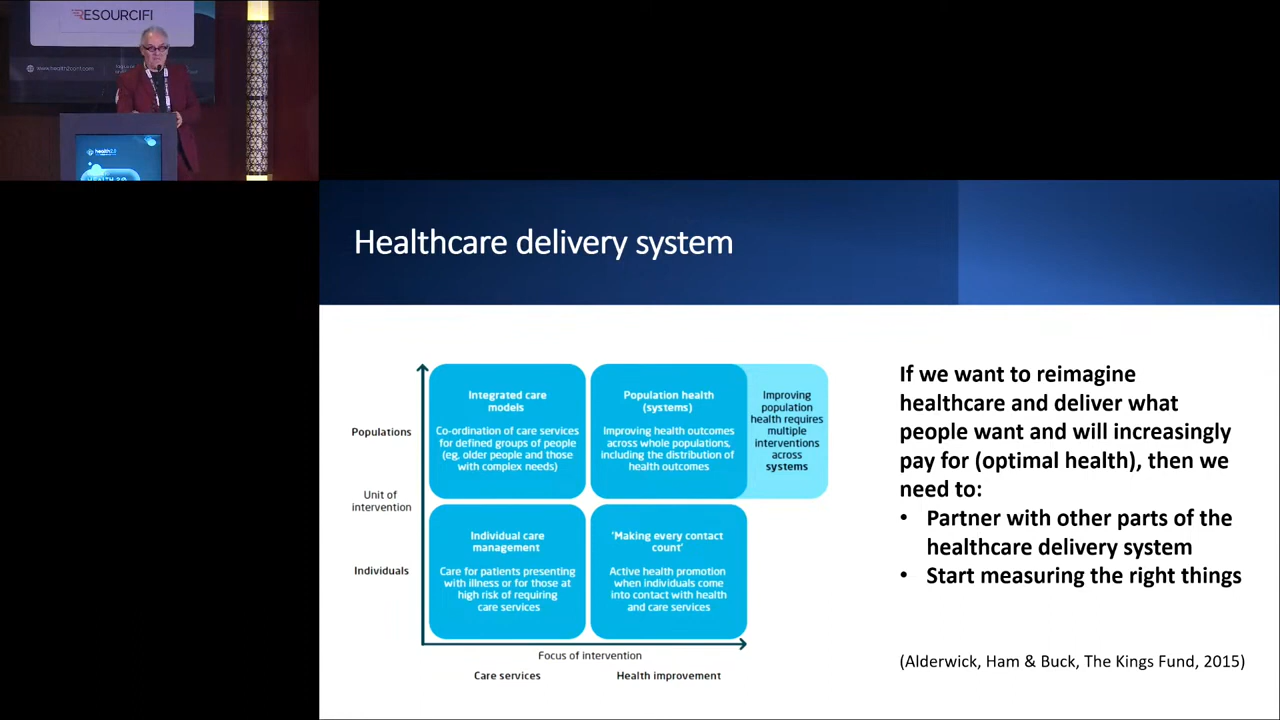 RESOURCIFI
www.health2conf.com
health2.0
HEALTH 2.0
Healthcare delivery system
Populations
Unit of
intervention
Individuals
Integrated care
models
Co-ordination of care services
for defined groups of people
(eg, older people and those
with complex needs)
Population health
(systems)
Improving health outcomes
across whole populations,
including the distribution of
health outcomes
Improving
population
health requires
multiple
interventions
across
systems
Individual care
management
Care for patients presenting
with illness or for those at
high risk of requiring
care services
'Making every contact
count'
Active health promotion
when individuals come
into contact with health
and care services
Focus of intervention
Care services
Health improvement
If we want to reimagine
healthcare and deliver what
people want and will increasingly
pay for (optimal health), then we
need to:
• Partner with other parts of the
healthcare delivery system
• Start measuring the right things
(Alderwick, Ham & Buck, The Kings Fund, 2015)